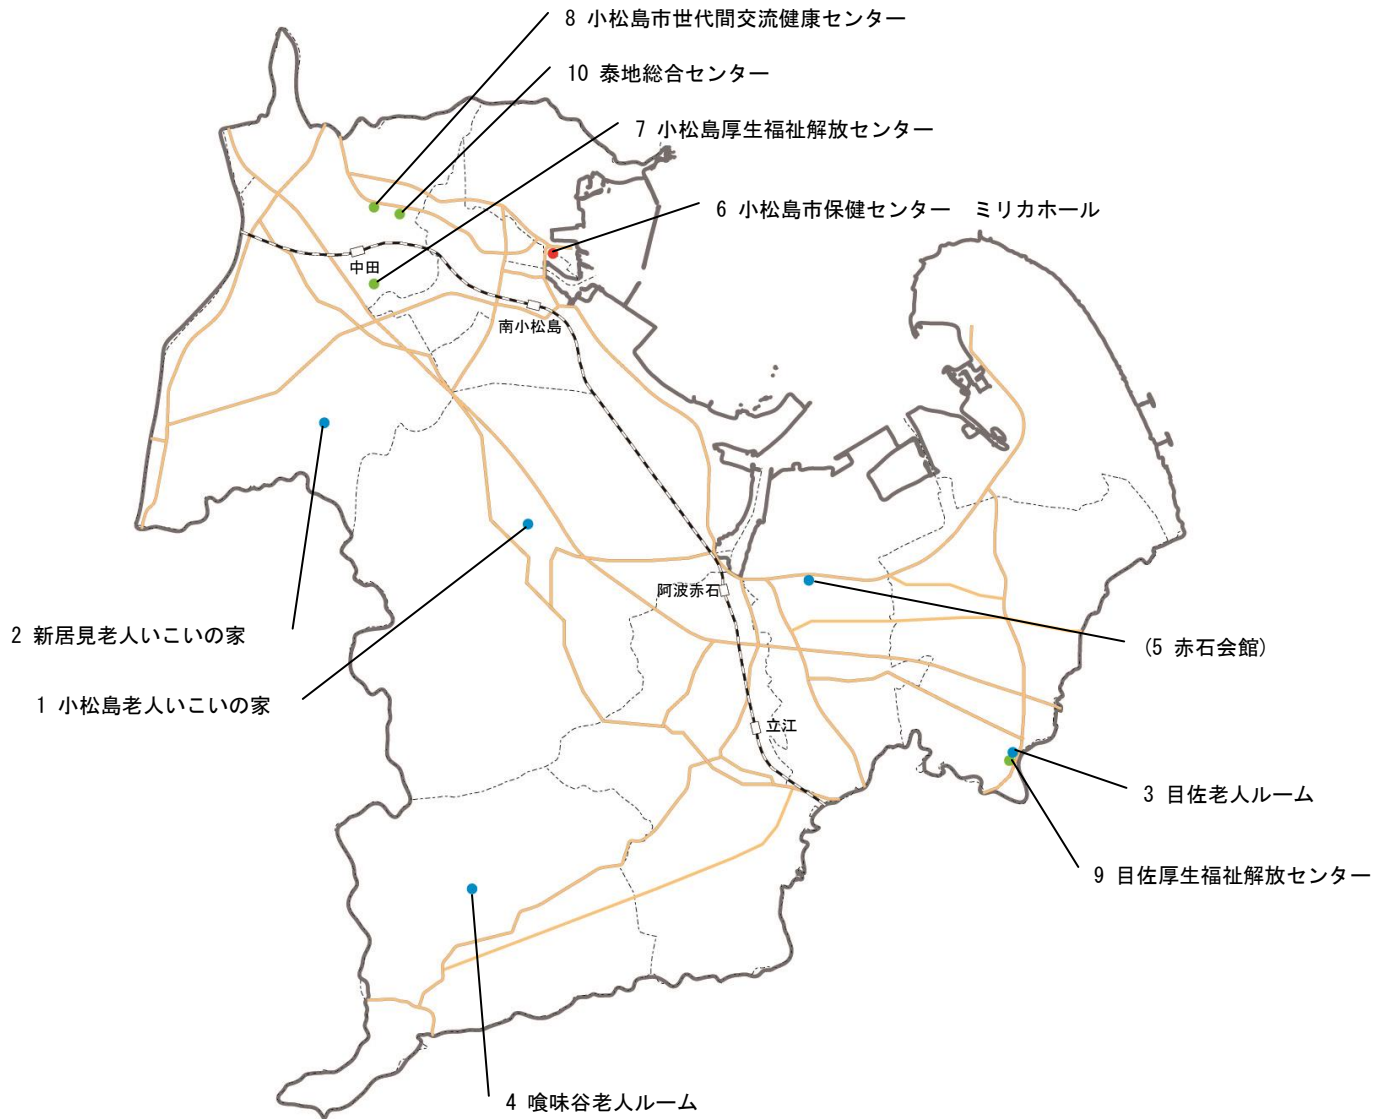 8 小松島市世代間交流健康センター
10 泰地総合センター
7 小松島厚生福祉解放センター
6 小松島市保健センター　ミリカホール
中田
南小松島
阿波赤石
2 新居見老人いこいの家
(5 赤石会館)
1 小松島老人いこいの家
立江
3 目佐老人ルーム
9 目佐厚生福祉解放センター
4 喰味谷老人ルーム